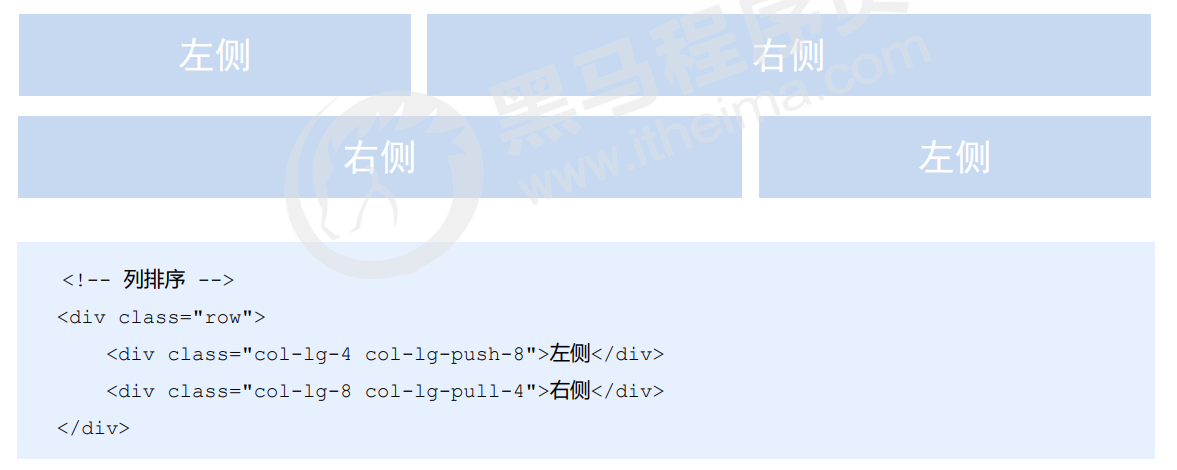 左侧 右侧
右侧 左侧
黑马程序员
www.itheima.com
<!-- 列排序 -->
<div class="row">
    <div class="col-lg-4 col-lg-push-8">左侧</div>
    <div class="col-lg-8 col-lg-pull-4">右侧</div>
</div>